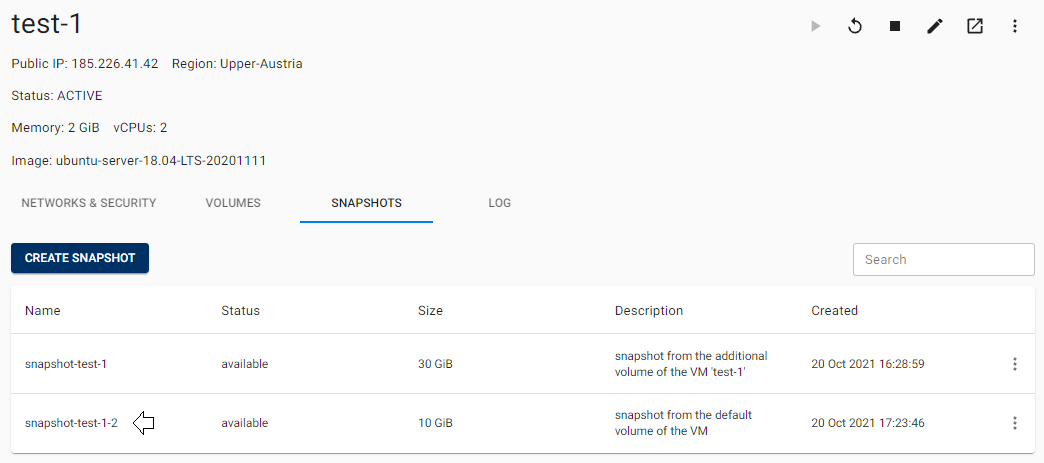 test-1
Public IP: 185.226.41.42 Region: Upper-Austria
Status: ACTIVE
Memory: 2 GiB vCPUs: 2
Image: ubuntu-server-18.04-LTS-20201111
NETWORKS & SECURITY VOLUMES SNAPSHOTS LOG
CREATE SNAPSHOT Search
Name Status Size Description Created
snapshot-test-1 available 30 GiB snapshot from the additional volume of the VM 'test-1' 20 Oct 2021 16:28:59
snapshot-test-1-2 available 10 GiB snapshot from the default volume of the VM 20 Oct 2021 17:23:46